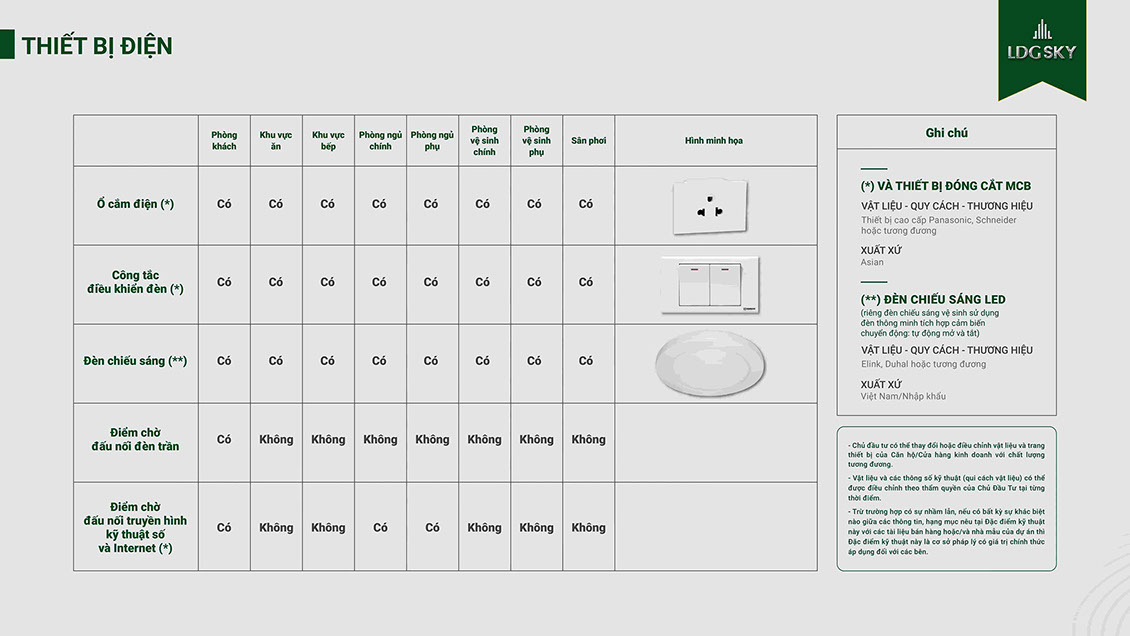 THIẾT BỊ ĐIỆN
LDG SKY
Phòng khách
Khu vực ăn
Khu vực bếp
Phòng ngủ chính
Phòng ngủ phụ
Phòng vệ sinh chính
Phòng vệ sinh phụ
Sân phơi
Hình minh họa
Ổ cắm điện (*)
Có Có Có Có Có Có Có Có
Công tắc
điều khiển đèn (*)
Có Có Có Có Có Có Có Có
Đèn chiếu sáng (**)
Có Có Có Có Có Có Có Có
Điểm chờ
đấu nối đèn trần
Có Không Không Không Không Không Không Không
Điểm chờ
đấu nối truyền hình
kỹ thuật số
và Internet (*)
Có Không Không Có Có Không Không Không
Ghi chú
(*) VÀ THIẾT BỊ ĐÓNG CẮT MCB
VẬT LIỆU - QUY CÁCH - THƯƠNG HIỆU
Thiết bị cao cấp Panasonic, Schneider
hoặc tương đương
XUẤT XỨ
Asian
(**) ĐÈN CHIẾU SÁNG LED
(riêng đèn chiếu sáng vệ sinh sử dụng
đèn thông minh tích hợp cảm biến
chuyển động: tự động mở và tắt)
VẬT LIỆU - QUY CÁCH - THƯƠNG HIỆU
Elink, Duhal hoặc tương đương
XUẤT XỨ
Việt Nam/Nhập khẩu
- Chủ đầu tư có thể thay đổi hoặc điều chỉnh vật liệu và trang
thiết bị của Căn hộ/Cửa hàng kinh doanh với chất lượng
tương đương.
- Vật liệu và các thông số kỹ thuật (qui cách vật liệu) có thể
được điều chỉnh theo thẩm quyền của Chủ Đầu Tư tại từng
thời điểm.
- Trừ trường hợp có sự nhầm lẫn, nếu có bất kỳ sự khác biệt
nào giữa các thông tin, hạng mục nêu tại Đặc điểm kỹ thuật
này với các tài liệu bán hàng hoặc/và nhà mẫu của dự án thì
Đặc điểm kỹ thuật này là cơ sở pháp lý có giá trị chính thức
áp dụng đối với các bên.